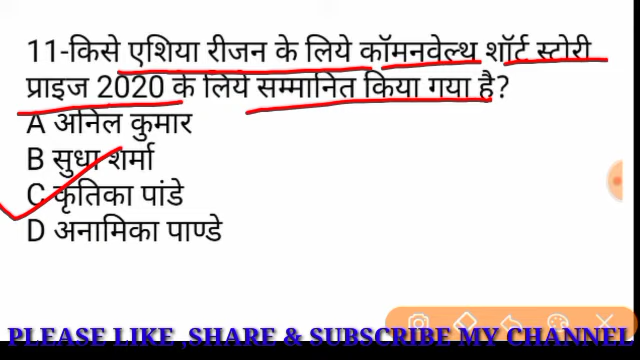 11-किसे एशिया रीजन के लिये कॉमनवेल्थ शॉर्ट स्टोरी
प्राइज 2020 के लिये सम्मानित किया गया है?
A अनिल कुमार
B सुधा शर्मा
C कृतिका पांडे
D अनामिका पाण्डे
PLEASE LIKE ,SHARE & SUBSCRIBE MY CHANNEL